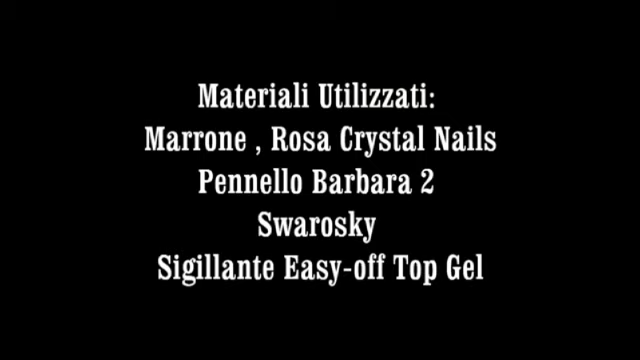 Materiali Utilizzati:
Marrone , Rosa Crystal Nails
Pennello Barbara 2
Swarosky
Sigillante Easy-off Top Gel